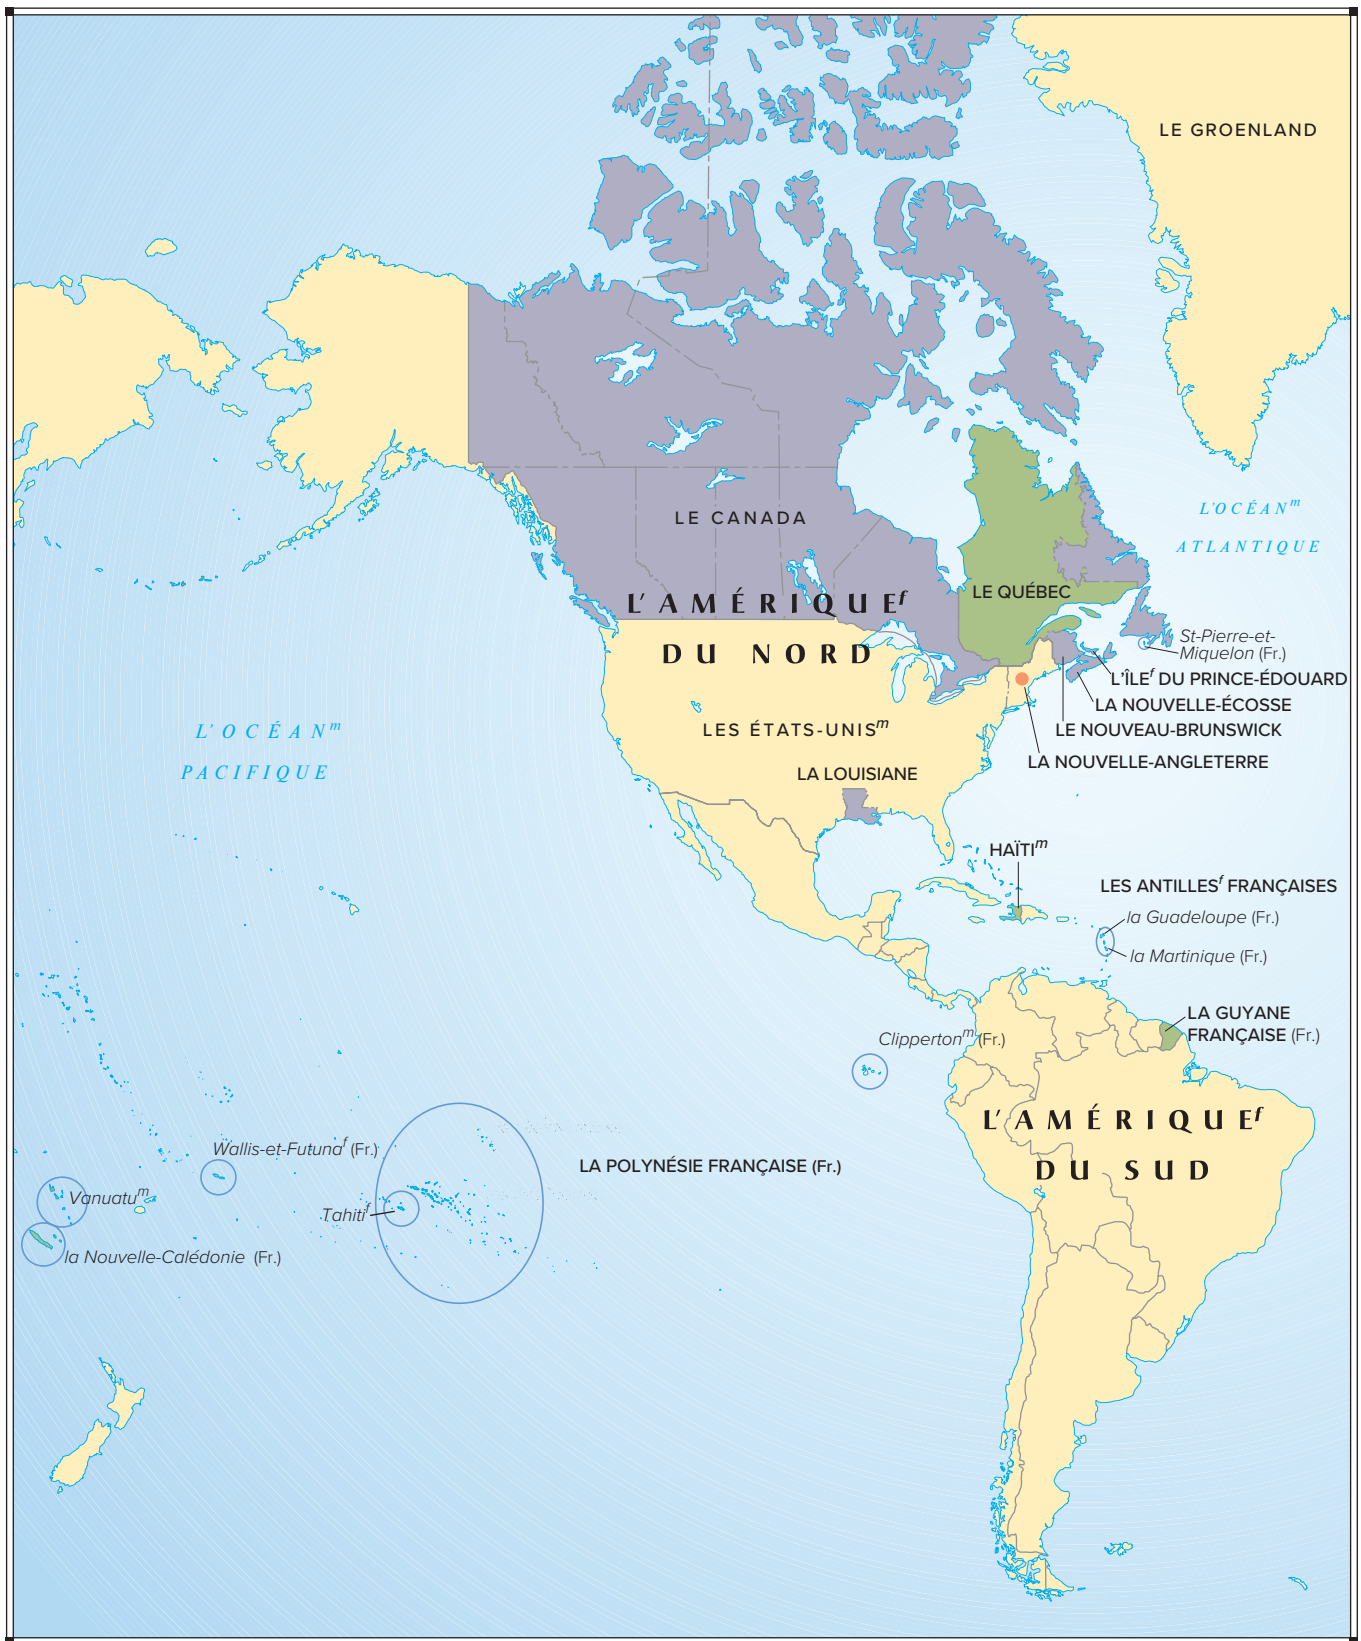 LE GROENLAND
L'OCÉANᵐ
ATLANTIQUE
LE CANADA
LE QUÉBEC
L'AMÉRIQUEᶠ
DU NORD
St-Pierre-et-
Miquelon (Fr.)
L'ÎLEᶠ DU PRINCE-ÉDOUARD
LA NOUVELLE-ÉCOSSE
LE NOUVEAU-BRUNSWICK
LA NOUVELLE-ANGLETERRE
L'OCÉANᵐ
PACIFIQUE
LES ÉTATS-UNISᵐ
LA LOUISIANE
HAÏTIᵐ
LES ANTILLESᶠ FRANÇAISES
la Guadeloupe (Fr.)
la Martinique (Fr.)
LA GUYANE
FRANÇAISE (Fr.)
Clippertonᵐ (Fr.)
L'AMÉRIQUEᶠ
DU SUD
Wallis-et-Futunaᶠ (Fr.)
LA POLYNÉSIE FRANÇAISE (Fr.)
Vanuatuᵐ
Tahitiᶠ
la Nouvelle-Calédonie (Fr.)